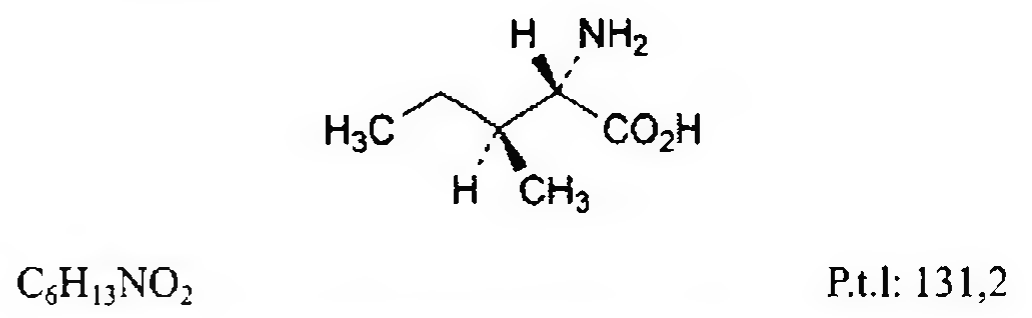 H NH₂
H₃C CO₂H
H CH₃
C₆H₁₃NO₂ P.t.l: 131,2